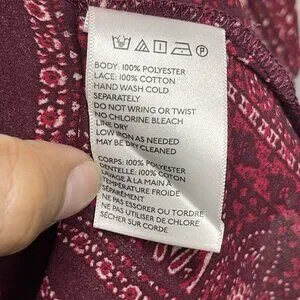 BODY: 100% POLYESTER
LACE: 100% COTTON
HAND WASH COLD
SEPARATELY
DO NOT WRING OR TWIST
NO CHLORINE BLEACH
LINE DRY
LOW IRON AS NEEDED
MAY BE DRY CLEANED
CORPS: 100% POLYESTER
DENTELLE: 100% COTON
LAVAGE À LA MAIN À
TEMPÉRATURE FROIDE
SÉPARÉMENT
NE PAS ESSORER OU TORDRE
NE PAS UTILISER DE CHLORE
SÉCHER SUR CORDE